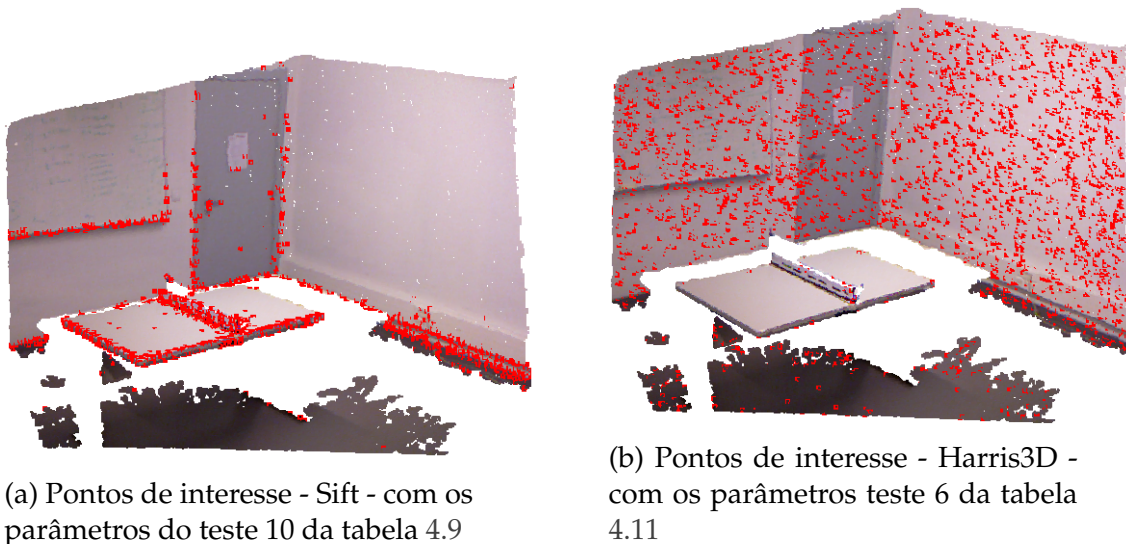 (a) Pontos de interesse - Sift - com os
parâmetros do teste 10 da tabela 4.9
(b) Pontos de interesse - Harris3D -
com os parâmetros teste 6 da tabela
4.11